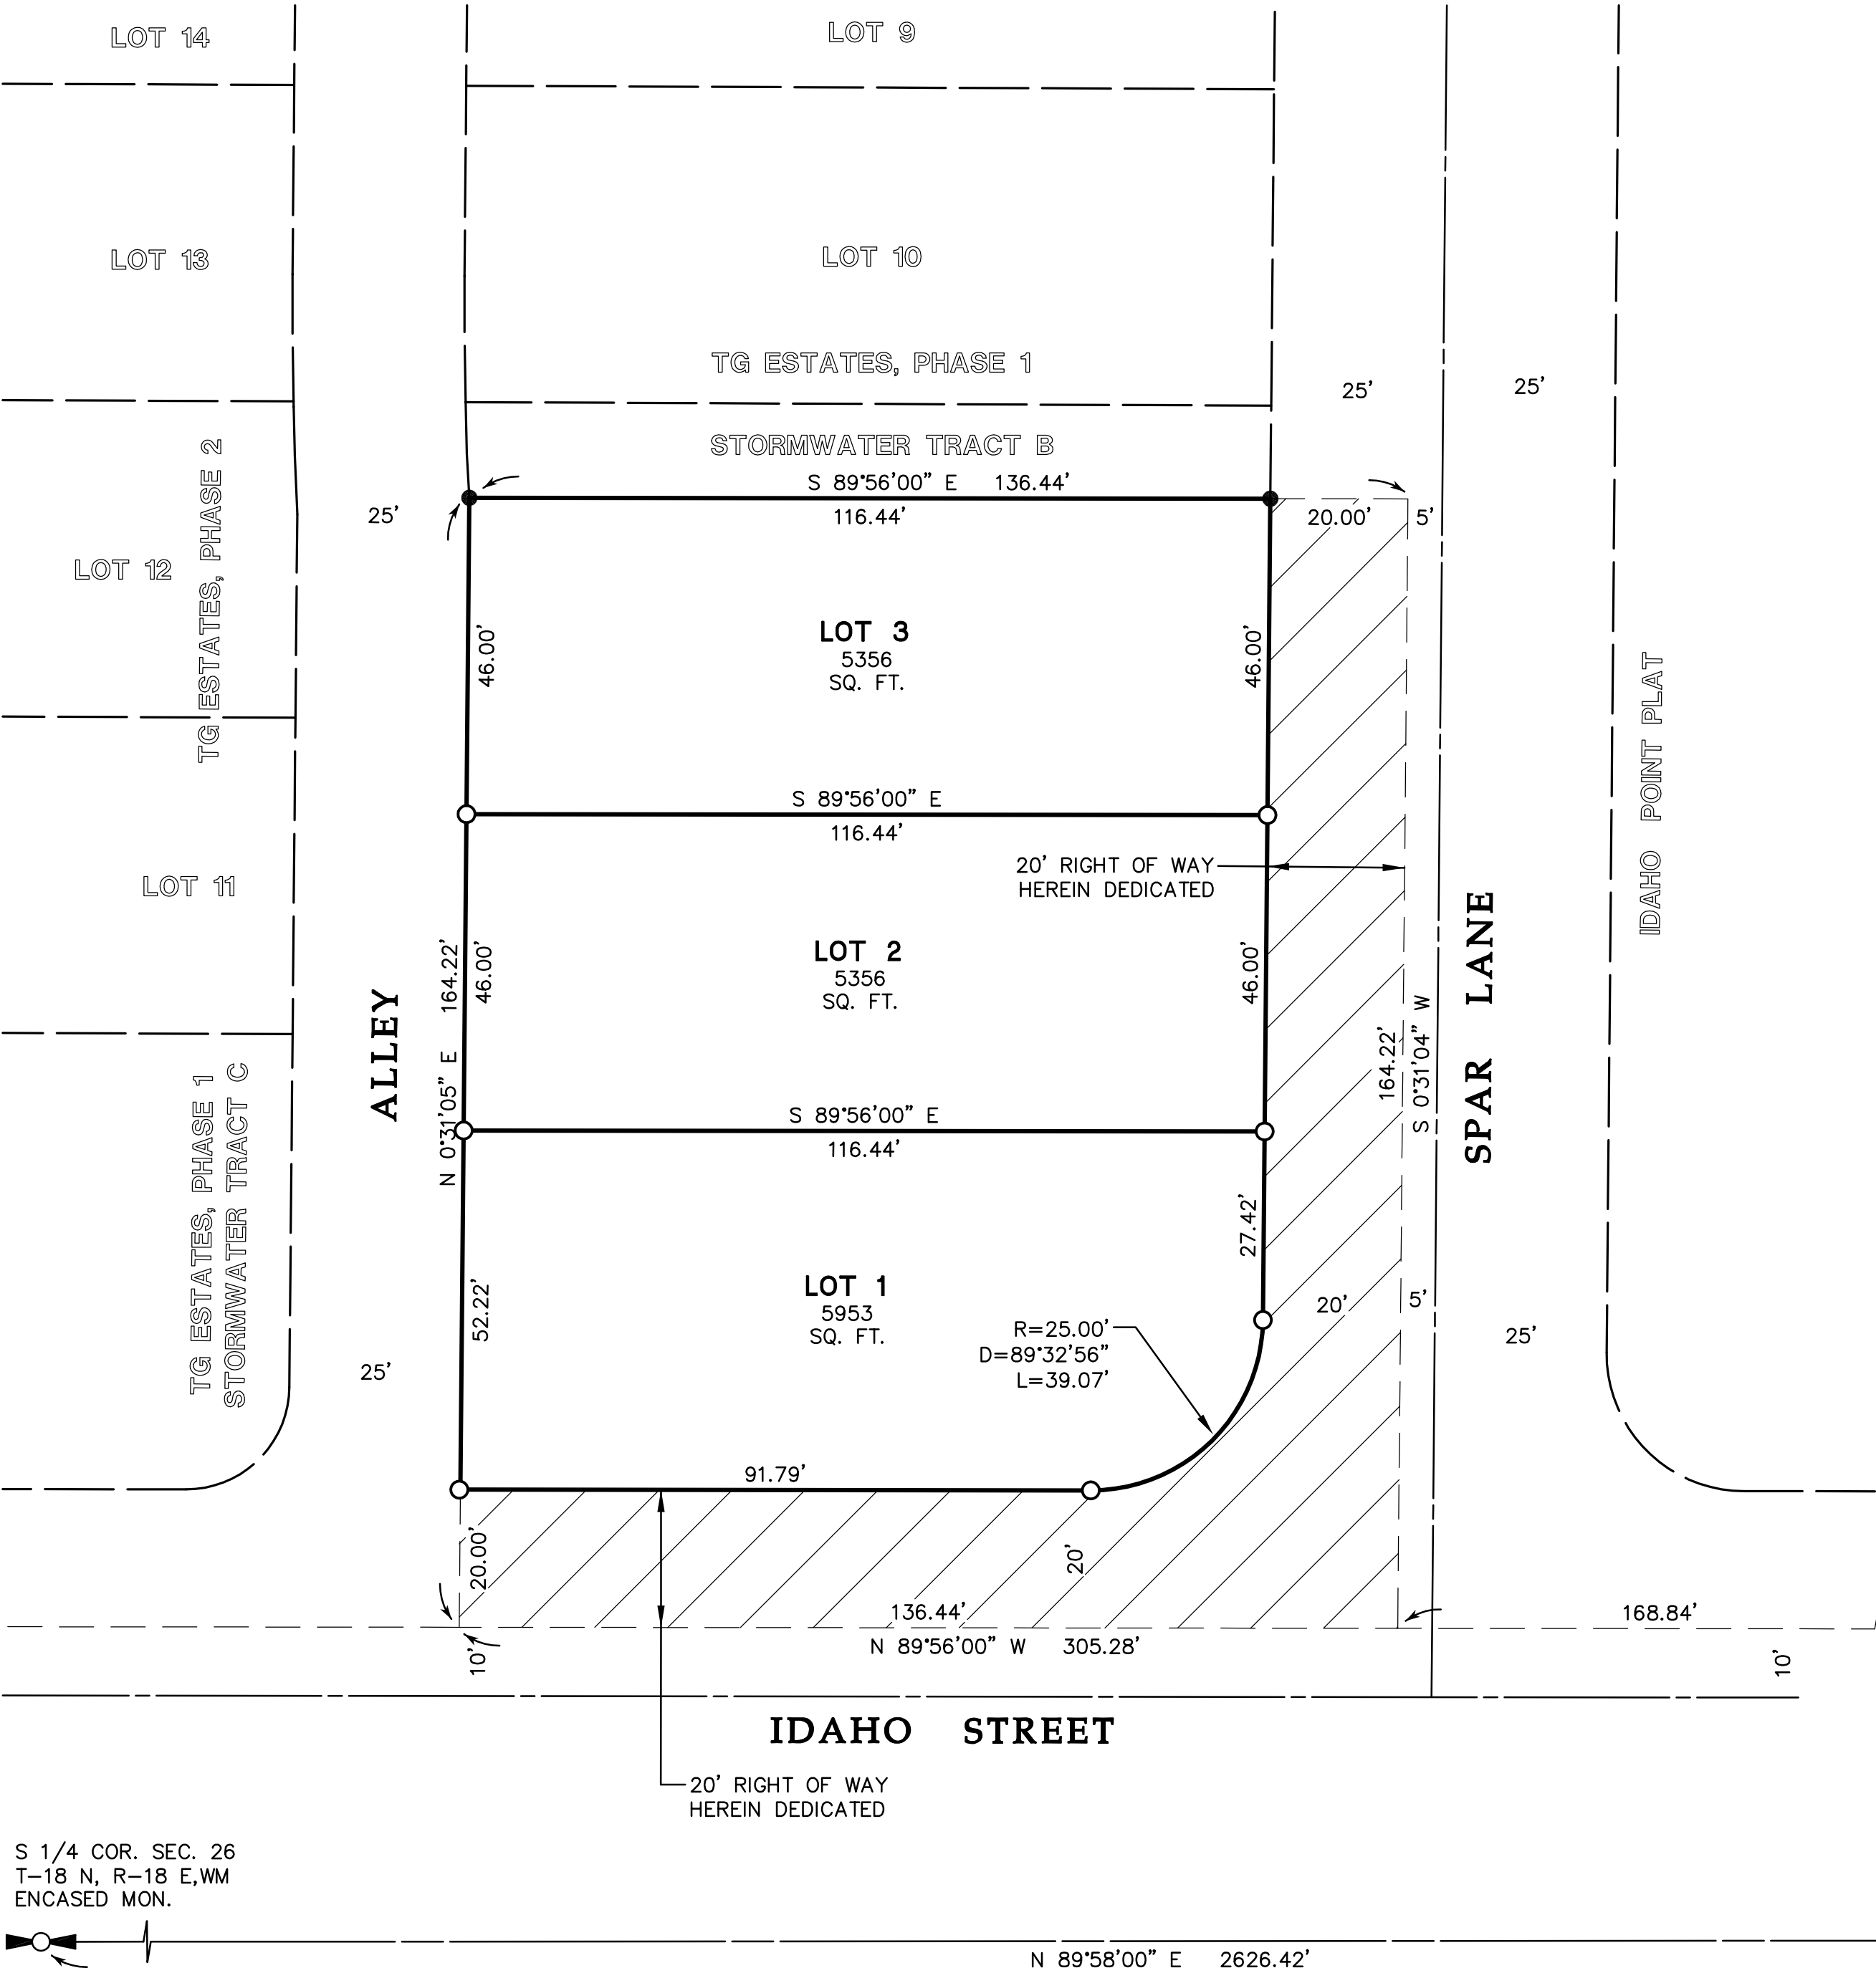 LOT 14
LOT 9
LOT 13
LOT 10
TG ESTATES, PHASE 1
25'
25'
STORMWATER TRACT B
S 89°56'00" E 136.44'
116.44'
20.00'
5'
25'
TG ESTATES, PHASE 2
LOT 12
46.00'
LOT 3
5356
SQ. FT.
46.00'
IDAHO POINT PLAT
S 89°56'00" E
116.44'
20' RIGHT OF WAY
HEREIN DEDICATED
LOT 11
N 0°31'05" E 164.22'
46.00'
LOT 2
5356
SQ. FT.
46.00'
164.22'
S 0°31'04" W
SPAR LANE
ALLEY
S 89°56'00" E
116.44'
TG ESTATES, PHASE 1
STORMWATER TRACT C
52.22'
27.42'
LOT 1
5953
SQ. FT.
R=25.00'
D=89°32'56"
L=39.07'
20'
5'
25'
25'
91.79'
20.00'
20'
136.44'
168.84'
N 89°56'00" W 305.28'
10'
10'
IDAHO STREET
20' RIGHT OF WAY
HEREIN DEDICATED
S 1/4 COR. SEC. 26
T-18 N, R-18 E,WM
ENCASED MON.
N 89°58'00" E 2626.42'